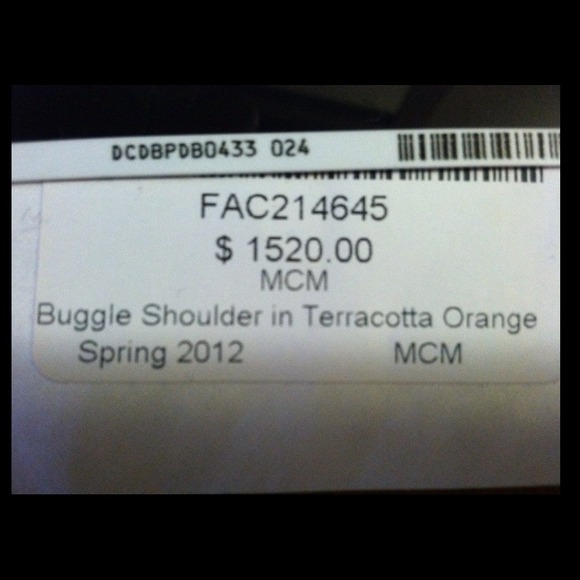 DCDBPDB0433 024
FAC214645
$ 1520.00
MCM
Buggle Shoulder in Terracotta Orange
Spring 2012 MCM